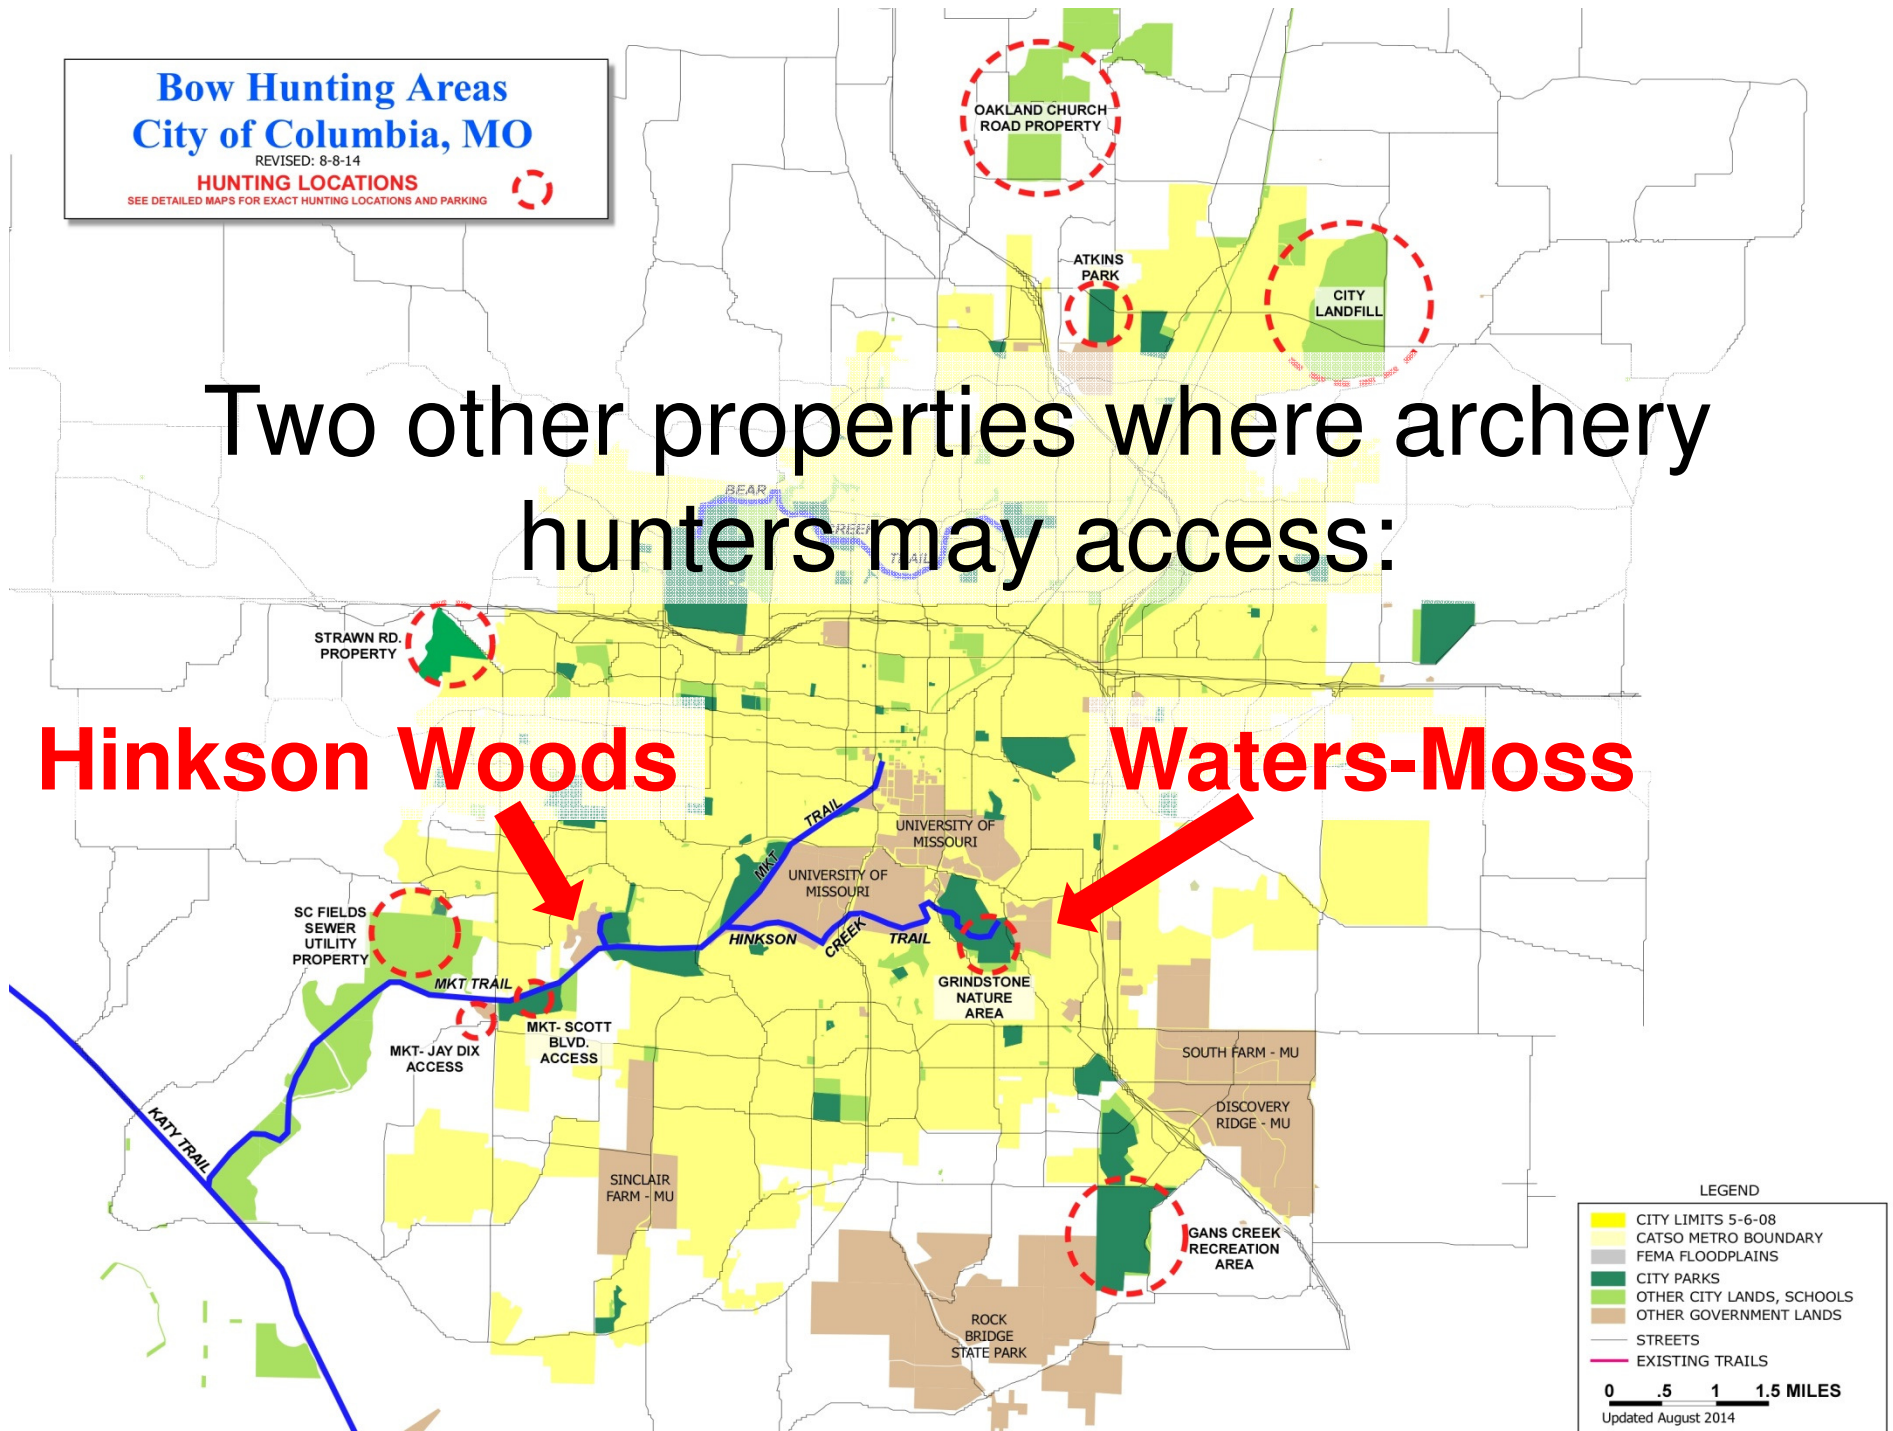 Bow Hunting Areas
City of Columbia, MO
REVISED: 8-8-14
HUNTING LOCATIONS
SEE DETAILED MAPS FOR EXACT HUNTING LOCATIONS AND PARKING
OAKLAND CHURCH
ROAD PROPERTY
ATKINS
PARK
CITY
LANDFILL
Two other properties where archery
hunters may access:
BEAR
CREEK
TRAIL
STRAWN RD.
PROPERTY
Hinkson Woods
Waters-Moss
MKT
TRAIL
UNIVERSITY OF
MISSOURI
UNIVERSITY OF
MISSOURI
SC FIELDS
SEWER
UTILITY
PROPERTY
HINKSON
CREEK
TRAIL
MKT TRAIL
GRINDSTONE
NATURE
AREA
MKT- SCOTT
BLVD.
ACCESS
MKT- JAY DIX
ACCESS
SOUTH FARM - MU
DISCOVERY
RIDGE - MU
KATY TRAIL
SINCLAIR
FARM - MU
GANS CREEK
RECREATION
AREA
ROCK
BRIDGE
STATE PARK
LEGEND
CITY LIMITS 5-6-08
CATSO METRO BOUNDARY
FEMA FLOODPLAINS
CITY PARKS
OTHER CITY LANDS, SCHOOLS
OTHER GOVERNMENT LANDS
STREETS
EXISTING TRAILS
0 .5 1 1.5 MILES
Updated August 2014